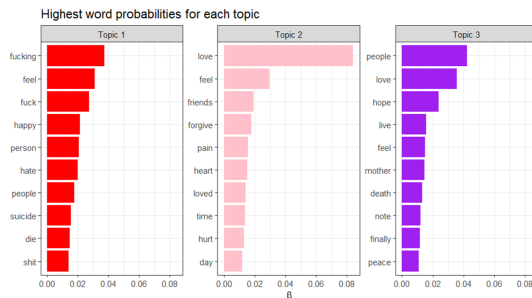 Highest word probabilities for each topic
Topic 1
fucking
feel
fuck
happy
person
hate
people
suicide
die
shit
0.00 0.02 0.04 0.06 0.08
Topic 2
love
feel
friends
forgive
pain
heart
loved
time
hurt
day
0.00 0.02 0.04 0.06 0.08
Topic 3
people
love
hope
live
feel
mother
death
note
finally
peace
0.00 0.02 0.04 0.06 0.08
β